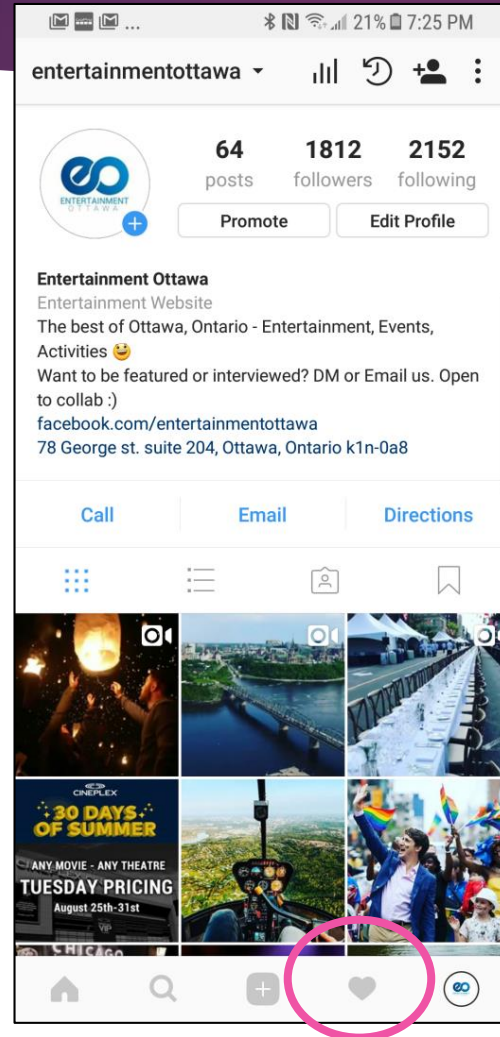 ... 21% 7:25 PM
entertainmentottawa
64 1812 2152
posts followers following
ENTERTAINMENT
OTTAWA
Promote Edit Profile
Entertainment Ottawa
Entertainment Website
The best of Ottawa, Ontario - Entertainment, Events,
Activities 😃
Want to be featured or interviewed? DM or Email us. Open
to collab :)
facebook.com/entertainmentottawa
78 George st. suite 204, Ottawa, Ontario k1n-0a8
Call Email Directions
CINEPLEX
30 DAYS
OF SUMMER
ANY MOVIE - ANY THEATRE
TUESDAY PRICING
August 25th-31st
VIP
CHICAGO